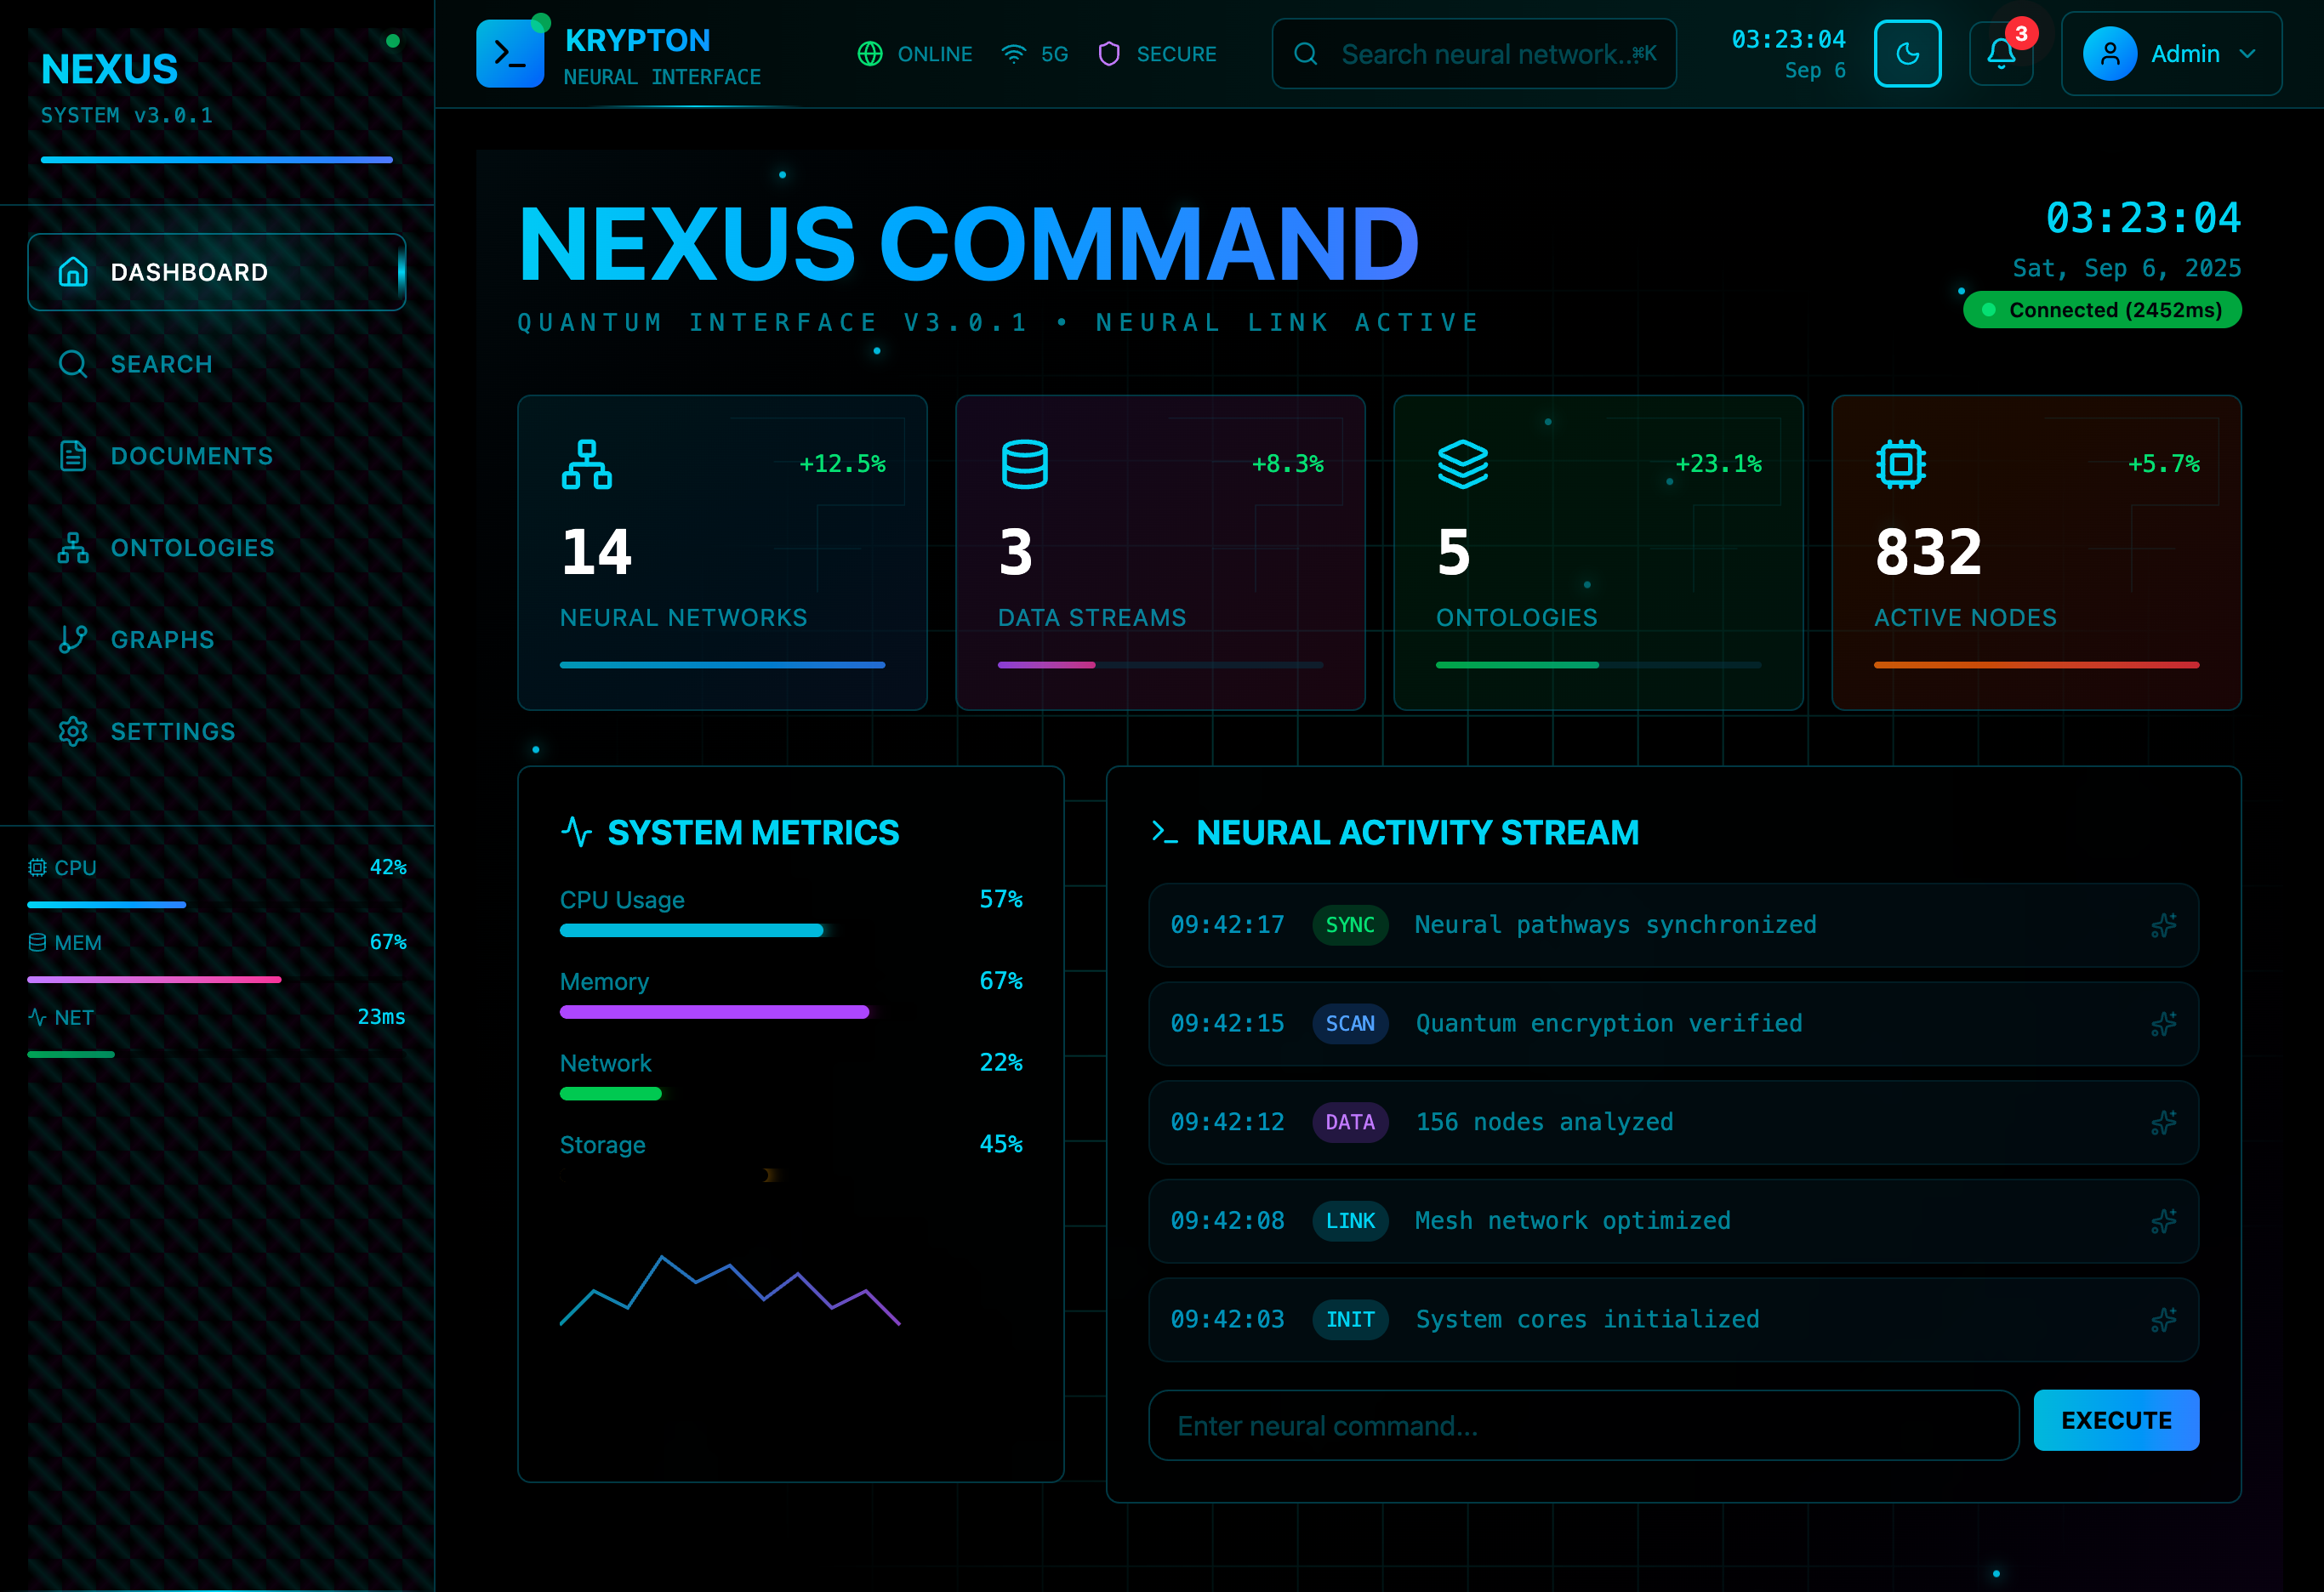 NEXUS
SYSTEM v3.0.1
DASHBOARD
SEARCH
DOCUMENTS
ONTOLOGIES
GRAPHS
SETTINGS
CPU 42%
MEM 67%
NET 23ms
KRYPTON
NEURAL INTERFACE
ONLINE 5G SECURE
Search neural network... ⌘K
03:23:04
Sep 6
3
Admin
NEXUS COMMAND
QUANTUM INTERFACE V3.0.1 • NEURAL LINK ACTIVE
03:23:04
Sat, Sep 6, 2025
Connected (2452ms)
+12.5%
14
NEURAL NETWORKS
+8.3%
3
DATA STREAMS
+23.1%
5
ONTOLOGIES
+5.7%
832
ACTIVE NODES
SYSTEM METRICS
CPU Usage 57%
Memory 67%
Network 22%
Storage 45%
NEURAL ACTIVITY STREAM
09:42:17 SYNC Neural pathways synchronized
09:42:15 SCAN Quantum encryption verified
09:42:12 DATA 156 nodes analyzed
09:42:08 LINK Mesh network optimized
09:42:03 INIT System cores initialized
Enter neural command... EXECUTE